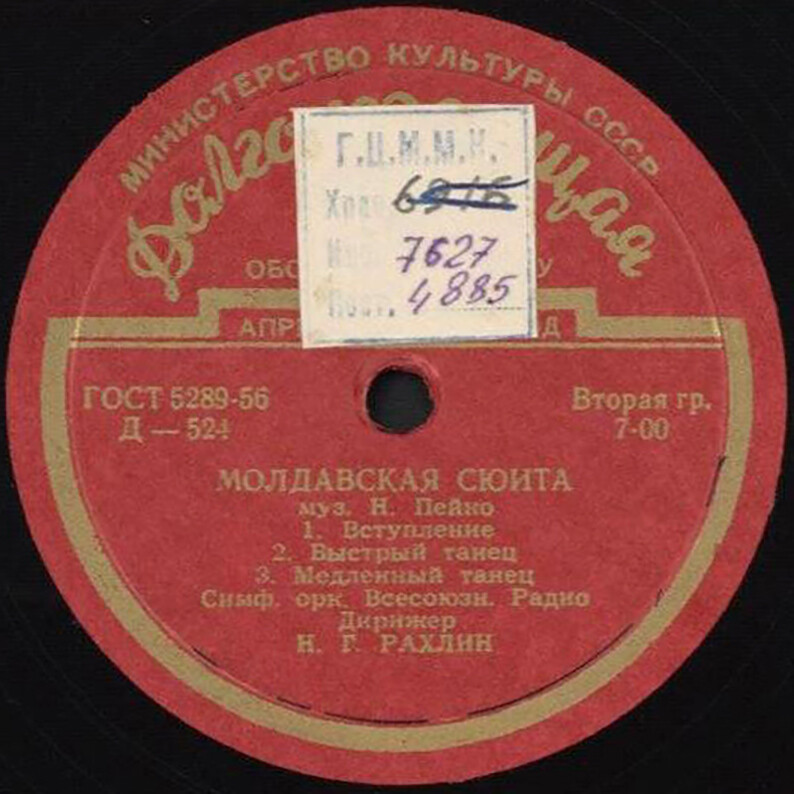 МИНИСТЕРСТВО КУЛЬТУРЫ СССР
Г.Ц.М.М.К.
6916
7627
4885
ГОСТ 5289-56
Д — 524
Вторая гр.
7-00
МОЛДАВСКАЯ СЮИТА
муз. Н. Пейко
1. Вступление
2. Быстрый танец
3. Медленный танец
Симф. орк. Всесоюзн. Радио
Дирижер
Н. Г. РАХЛИН